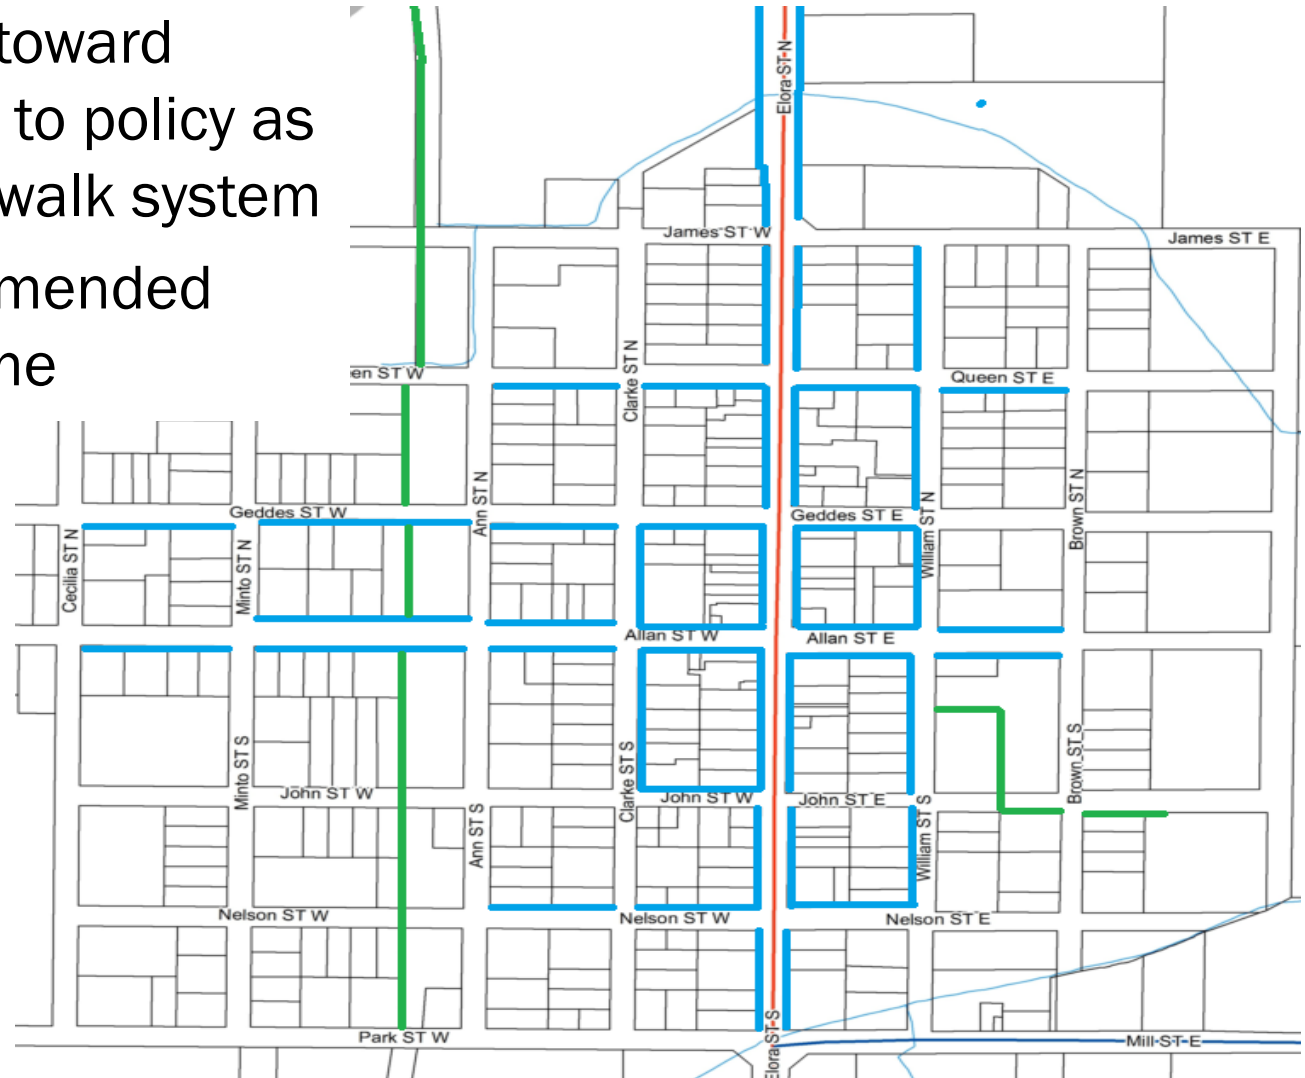 toward
to policy as
walk system
mended
ne
Elora ST N
James ST W
James ST E
Clarke ST N
en ST W
Queen ST E
Ann ST N
Geddes ST W
Geddes ST E
William ST N
Brown ST N
Cecilia ST N
Minto ST N
Allan ST W
Allan ST E
Minto ST S
Clarke ST S
Brown ST S
John ST W
John ST W
John ST E
Ann ST S
William ST S
Nelson ST W
Nelson ST W
Nelson ST E
Park ST W
Elora ST S
Mill ST E